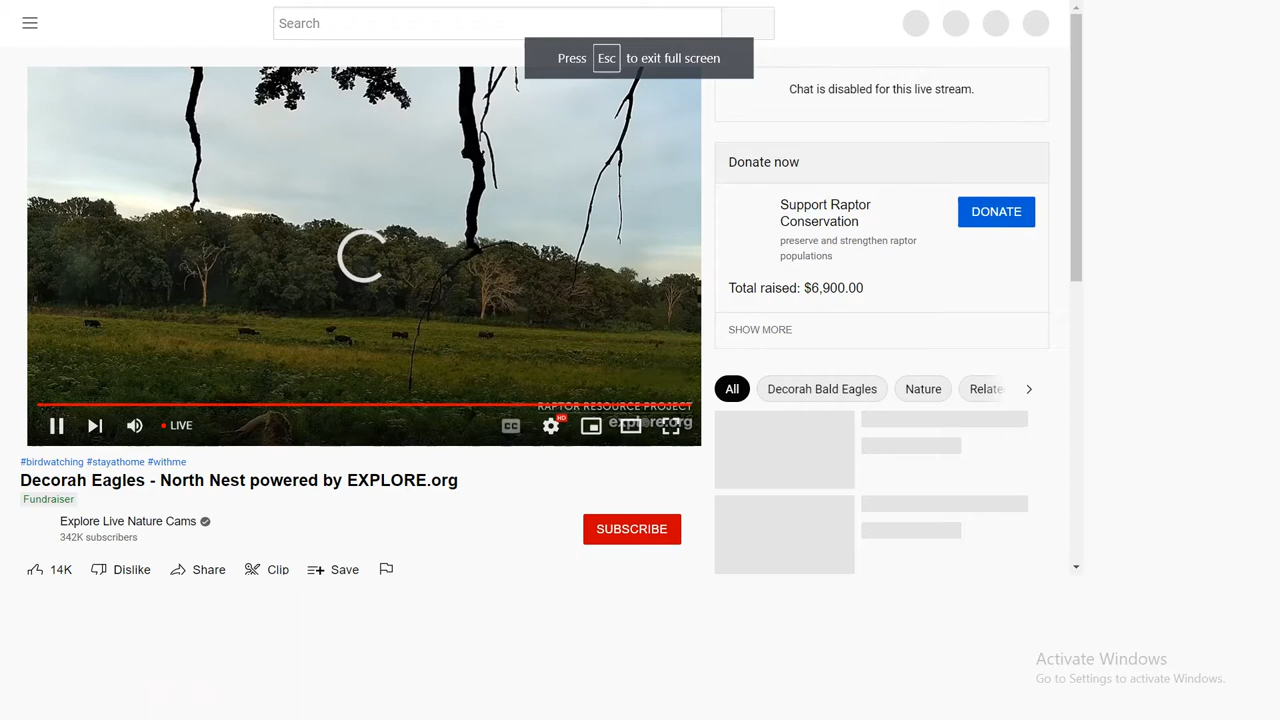 Search
Press Esc to exit full screen
Chat is disabled for this live stream.
Donate now
Support Raptor
Conservation
DONATE
preserve and strengthen raptor
populations
Total raised: $6,900.00
SHOW MORE
All
Decorah Bald Eagles
Nature
Relate
RAPTOR RESOURCE PROJECT
explore.org
LIVE
CC
HD
#birdwatching #stayathome #withme
Decorah Eagles - North Nest powered by EXPLORE.org
Fundraiser
Explore Live Nature Cams
342K subscribers
SUBSCRIBE
14K
Dislike
Share
Clip
Save
Activate Windows
Go to Settings to activate Windows.